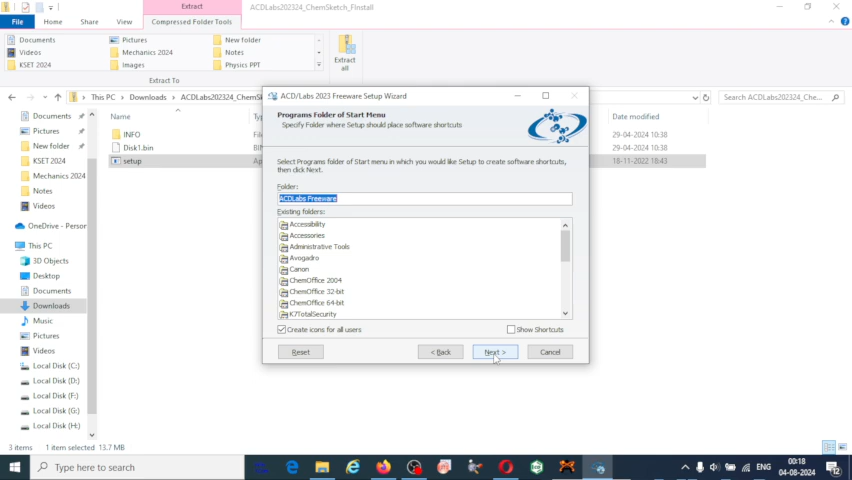 Extract
ACDLabs202324_ChemSketch_FInstall
File
Home
Share
View
Compressed Folder Tools
Documents
Pictures
New folder
Videos
Mechanics 2024
Notes
KSET 2024
Images
Physics PPT
Extract
all
Extract To
This PC > Downloads > ACDLabs202324_ChemSk
Search ACDLabs202324_Che...
Name
Date modified
INFO
29-04-2024 10:38
Disk1.bin
29-04-2024 10:38
setup
18-11-2022 18:43
Documents
Pictures
New folder
KSET 2024
Mechanics 2024
Notes
Videos
OneDrive - Person
This PC
3D Objects
Desktop
Documents
Downloads
Music
Pictures
Videos
Local Disk (C:)
Local Disk (D:)
Local Disk (F:)
Local Disk (G:)
Local Disk (H:)
ACD/Labs 2023 Freeware Setup Wizard
Programs Folder of Start Menu
Specify Folder where Setup should place software shortcuts
Select Programs folder of Start menu in which you would like Setup to create software shortcuts,
then click Next.
Folder:
ACDLabs Freeware
Existing folders:
Accessibility
Accessories
Administrative Tools
Avogadro
Canon
ChemOffice 2004
ChemOffice 32-bit
ChemOffice 64-bit
K7TotalSecurity
Create icons for all users
Show Shortcuts
Reset
< Back
Next >
Cancel
3 items
1 item selected 13.7 MB
Type here to search
ENG
00:18
04-08-2024
12